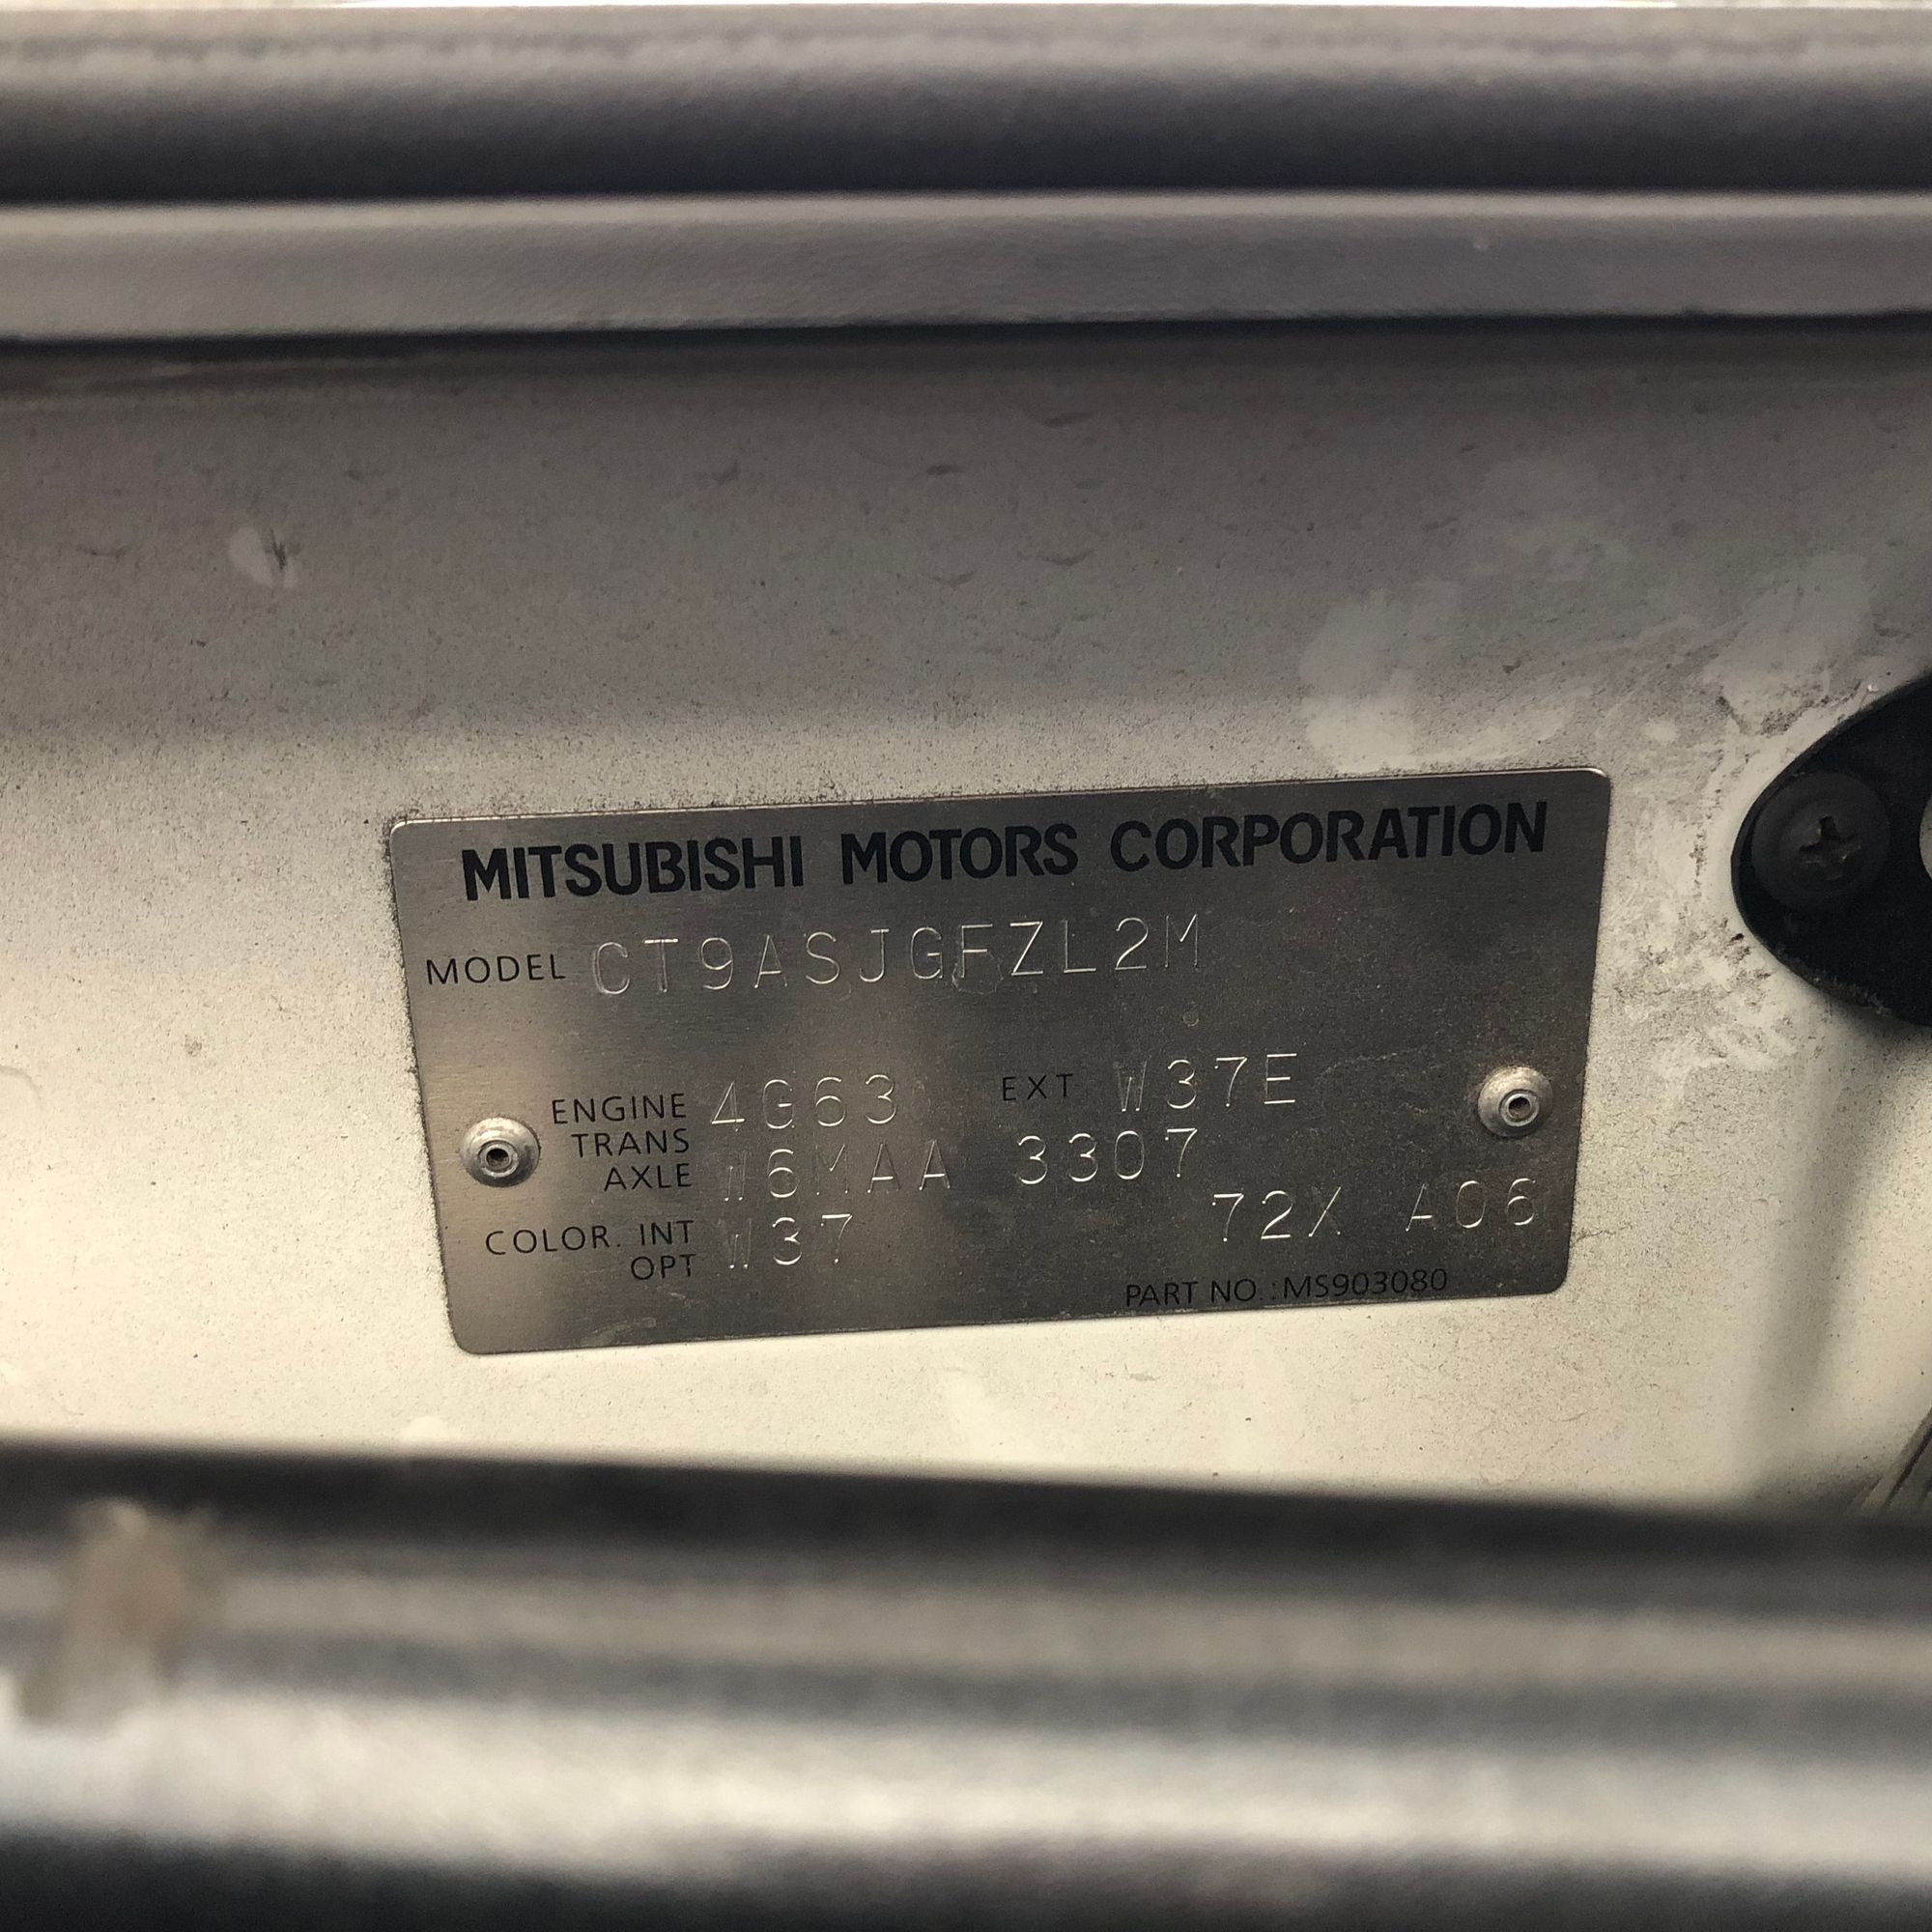 MITSUBISHI MOTORS CORPORATION
MODEL CT9ASJGFZL2M
ENGINE 4G63 EXT W37E
TRANS
AXLE W6MAA 3307
COLOR. INT
OPT W37 72X A06
PART NO.:MS903080